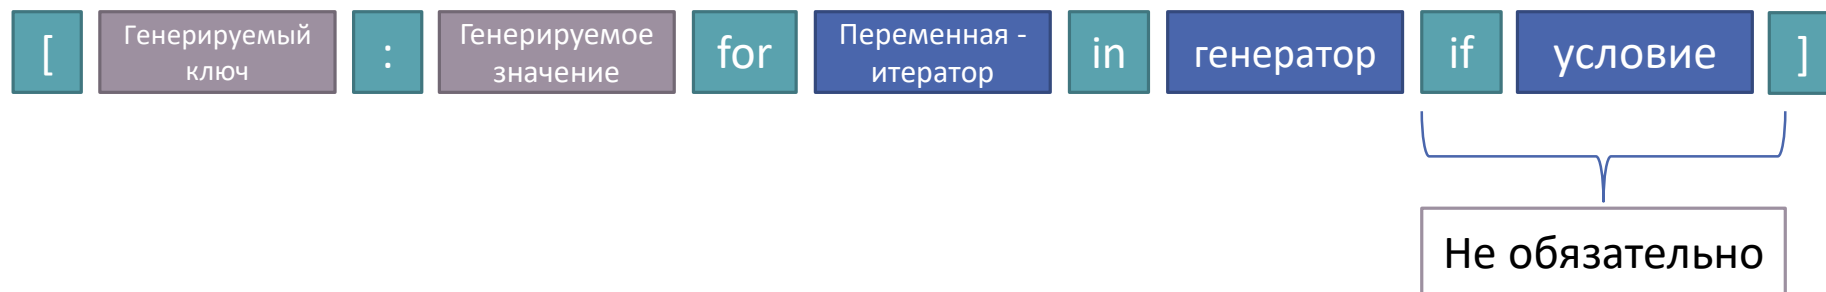 [ Генерируемый ключ : Генерируемое значение for Переменная - итератор in генератор if условие ]
Не обязательно